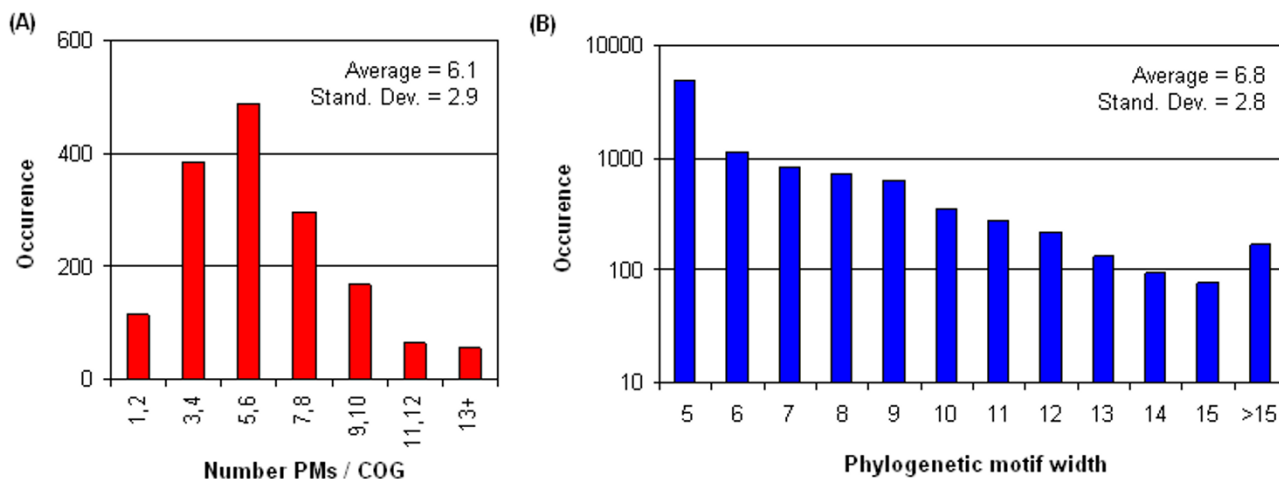 (A)
600
400
200
0
Occurence
Average = 6.1
Stand. Dev. = 2.9
1,2
3,4
5,6
7,8
9,10
11,12
13+
Number PMs / COG
(B)
10000
1000
100
10
Occurence
Average = 6.8
Stand. Dev. = 2.8
5 6 7 8 9 10 11 12 13 14 15 >15
Phylogenetic motif width